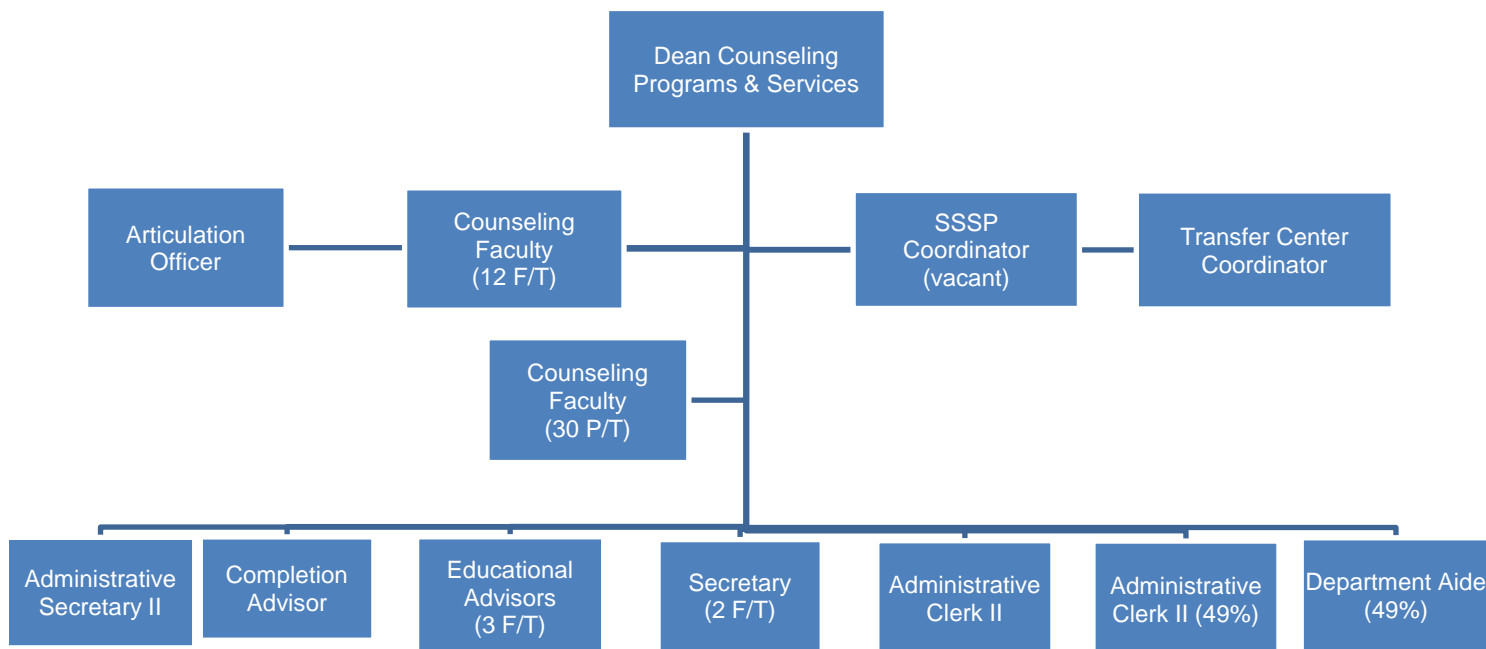 Dean Counseling
Programs & Services
Articulation
Officer
Counseling
Faculty
(12 F/T)
SSSP
Coordinator
(vacant)
Transfer Center
Coordinator
Counseling
Faculty
(30 P/T)
Administrative
Secretary II
Completion
Advisor
Educational
Advisors
(3 F/T)
Secretary
(2 F/T)
Administrative
Clerk II
Administrative
Clerk II (49%)
Department Aide
(49%)